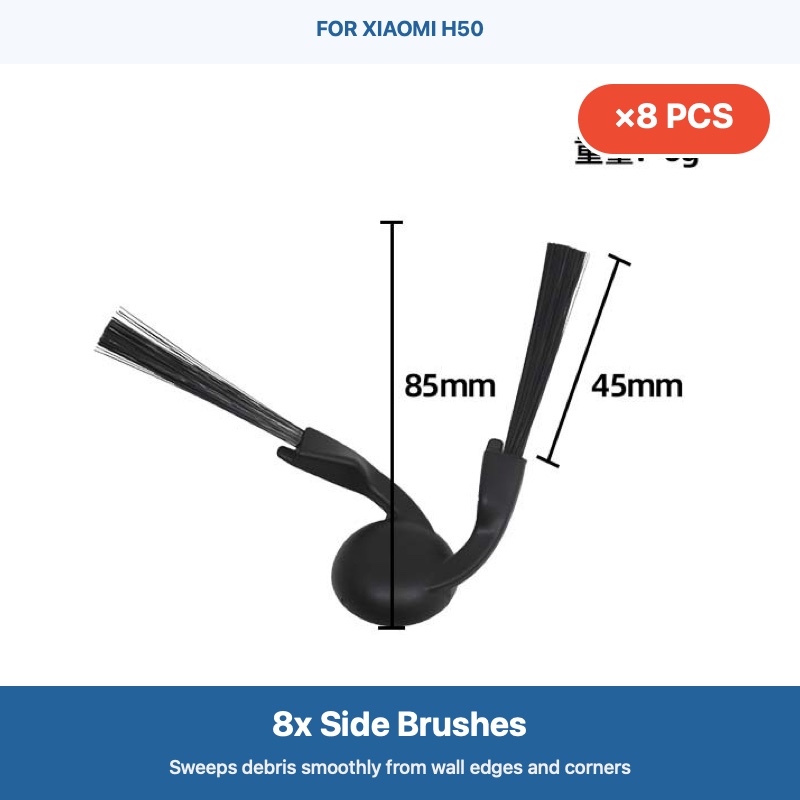 FOR XIAOMI H50
×8 PCS
85mm
45mm
8x Side Brushes
Sweeps debris smoothly from wall edges and corners